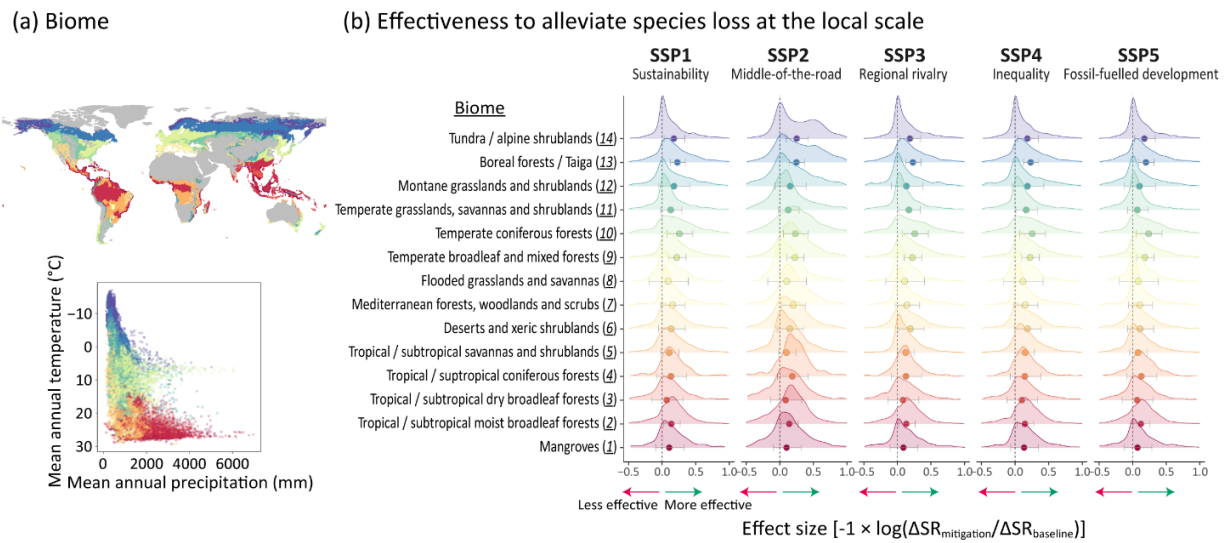 (a) Biome
(b) Effectiveness to alleviate species loss at the local scale
SSP1 SSP2 SSP3 SSP4 SSP5
Sustainability Middle-of-the-road Regional rivalry Inequality Fossil-fuelled development
Biome
Tundra / alpine shrublands (14)
Boreal forests / Taiga (13)
Montane grasslands and shrublands (12)
Temperate grasslands, savannas and shrublands (11)
Temperate coniferous forests (10)
Temperate broadleaf and mixed forests (9)
Flooded grasslands and savannas (8)
Mediterranean forests, woodlands and scrubs (7)
Deserts and xeric shrublands (6)
Tropical / subtropical savannas and shrublands (5)
Tropical / suptropical coniferous forests (4)
Tropical / subtropical dry broadleaf forests (3)
Tropical / subtropical moist broadleaf forests (2)
Mangroves (1)
−0.5 0.0 0.5 1.0 −0.5 0.0 0.5 1.0 −0.5 0.0 0.5 1.0 −0.5 0.0 0.5 1.0 −0.5 0.0 0.5 1.0
Less effective More effective
Effect size [-1 × log(ΔSRmitigation/ΔSRbaseline)]
Mean annual temperature (°C)
−10
0
10
20
30
0 2000 4000 6000
Mean annual precipitation (mm)